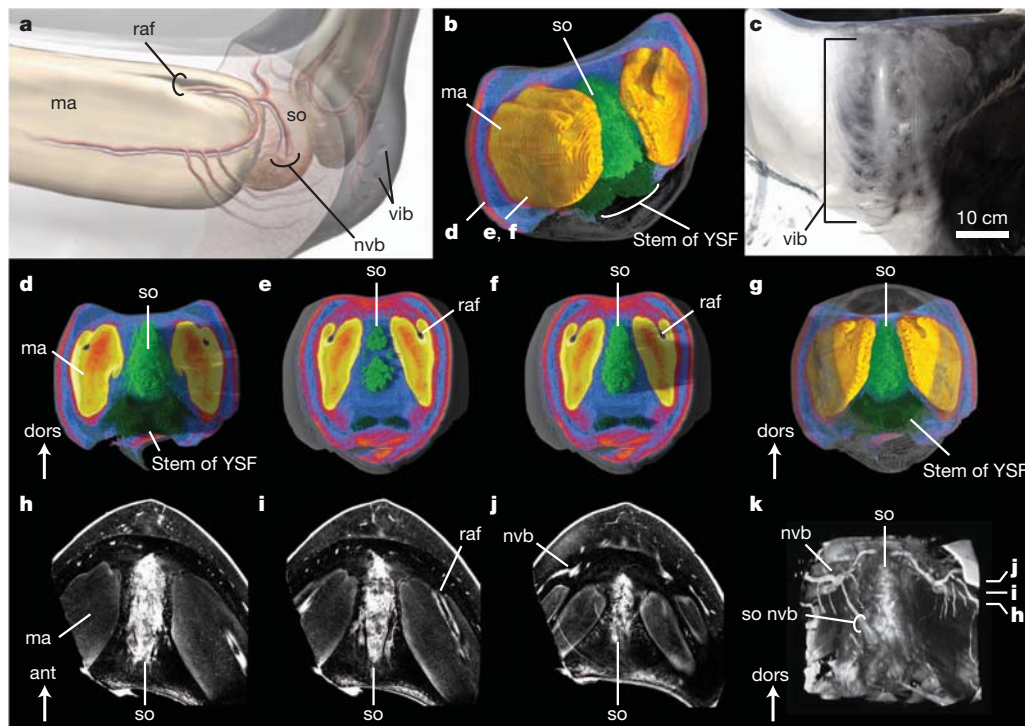 a
raf
ma
so
nvb
vib
b
so
ma
d
e, f
Stem of YSF
c
vib
10 cm
d
so
ma
dors
Stem of YSF
e
so
raf
f
so
raf
g
so
dors
Stem of YSF
h
ma
ant
so
i
raf
so
j
nvb
so
k
so
nvb
so nvb
dors
j
i
h